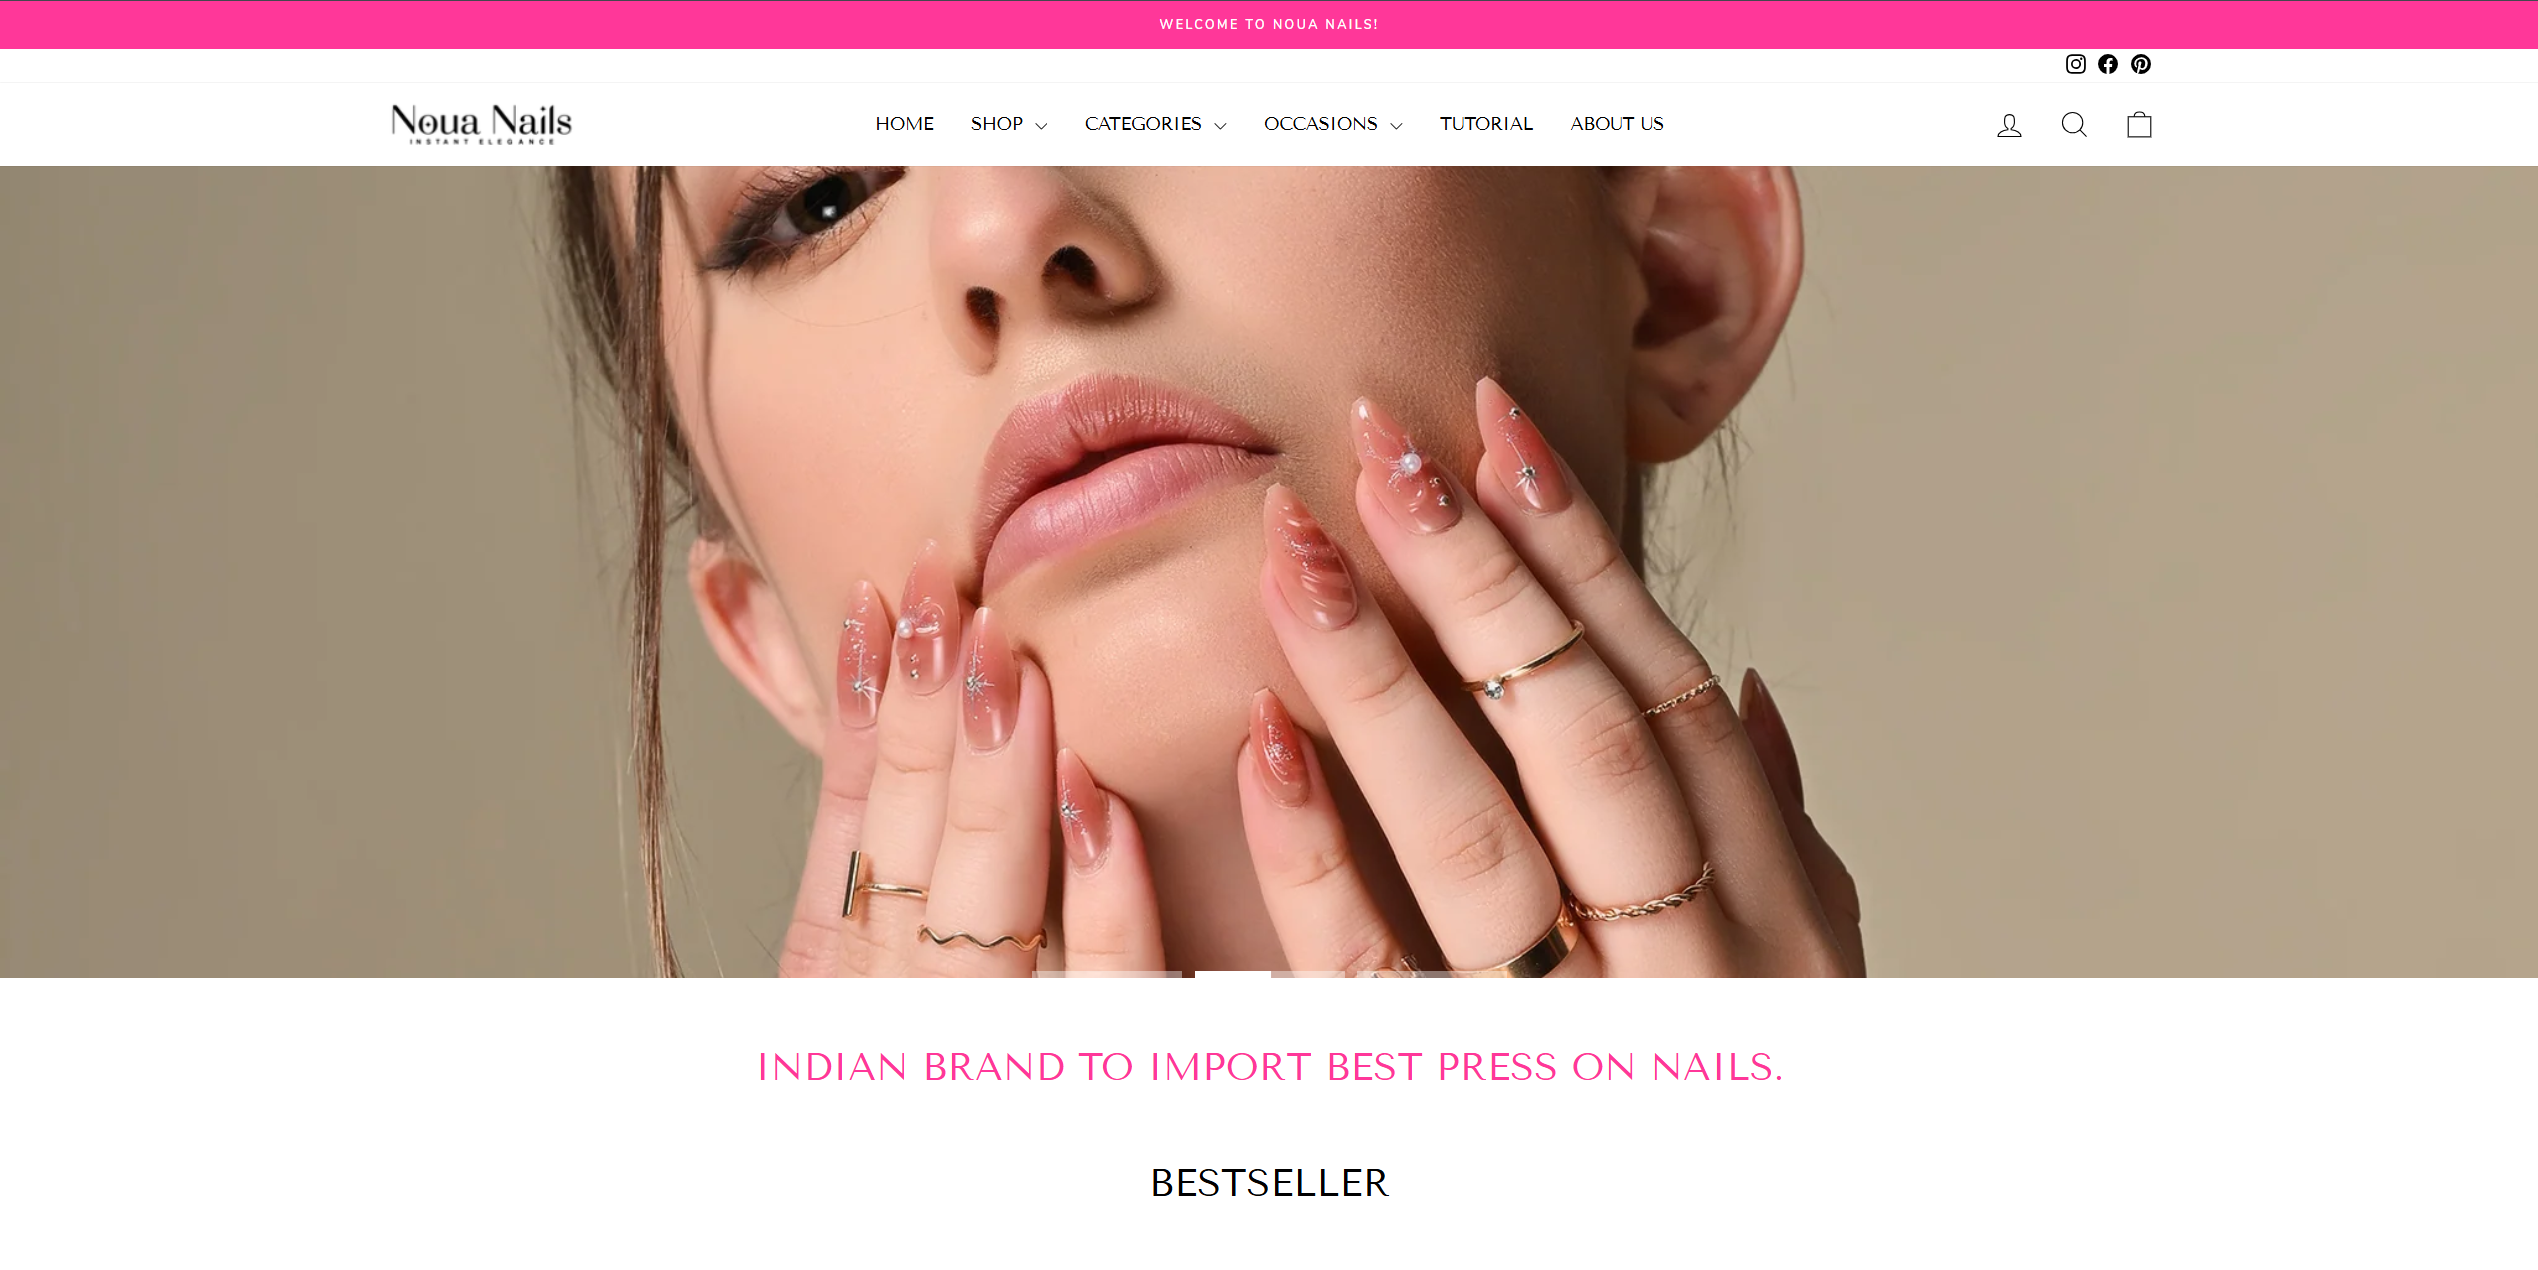 WELCOME TO NOUA NAILS!
Noua Nails
INSTANT ELEGANCE
HOME SHOP CATEGORIES OCCASIONS TUTORIAL ABOUT US
INDIAN BRAND TO IMPORT BEST PRESS ON NAILS.
BESTSELLER